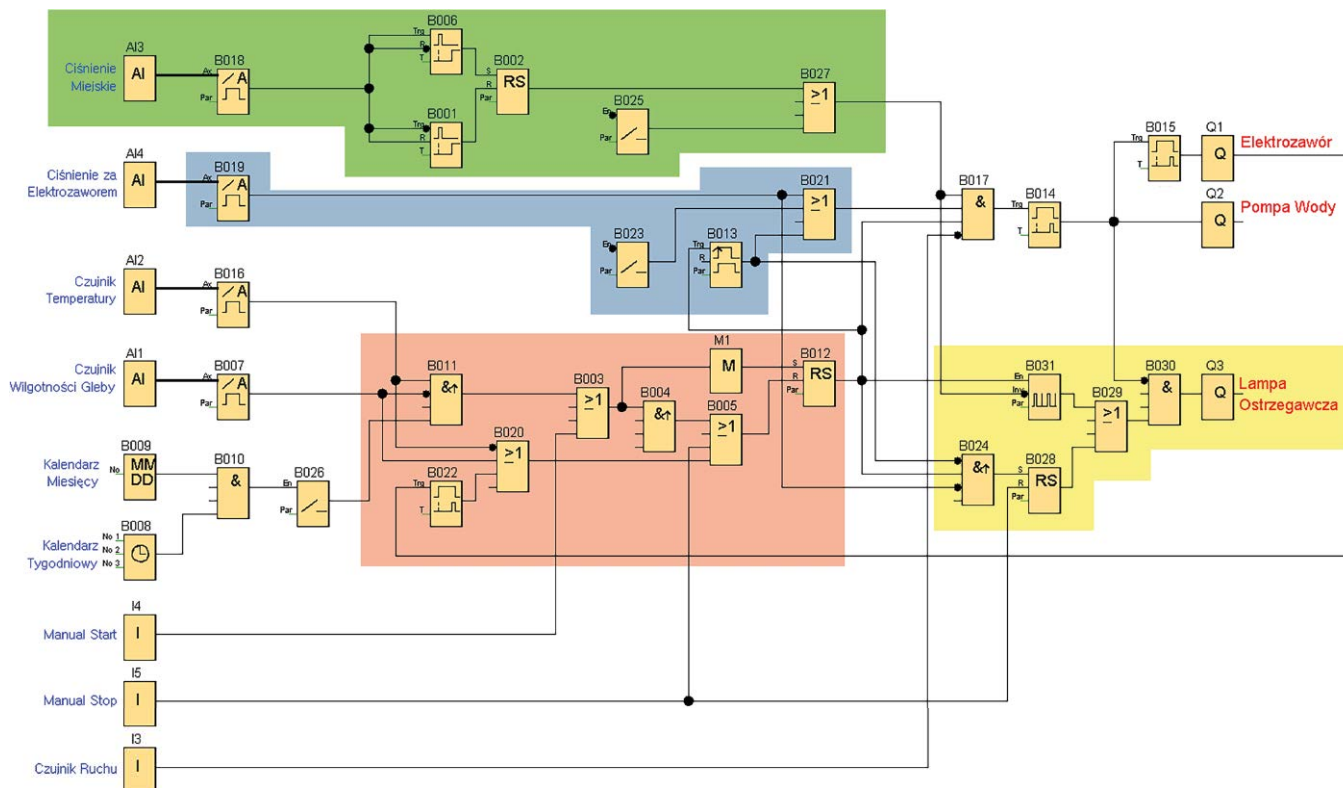 AI3
Ciśnienie
Miejskie
AI
B018
Ax
Par
A
B006
Trg
R
T
B001
Trg
R
T
B002
S
R
Par
RS
B025
En
Par
B027
≥1
AI4
Ciśnienie za
Elektrozaworem
AI
B019
Ax
Par
A
B023
En
Par
B013
Trg
R
Par
B021
≥1
B017
&
B014
Trg
T
B015
Trg
T
Q1
Q
Elektrozawór
Q2
Q
Pompa Wody
AI2
Czujnik
Temperatury
AI
B016
Ax
Par
A
AI1
Czujnik
Wilgotności Gleby
AI
B007
Ax
Par
A
B009
Kalendarz
Miesięcy
No
MM
DD
B010
&
B026
En
Par
B008
Kalendarz
Tygodniowy
No 1
No 2
No 3
B011
&↑
B020
≥1
B022
Trg
T
B003
≥1
B004
&↑
M1
M
B005
≥1
B012
S
R
Par
RS
B031
En
Inv
Par
B024
&↑
B028
S
R
Par
RS
B029
≥1
B030
&
Q3
Q
Lampa
Ostrzegawcza
I4
Manual Start
I
I5
Manual Stop
I
I3
Czujnik Ruchu
I